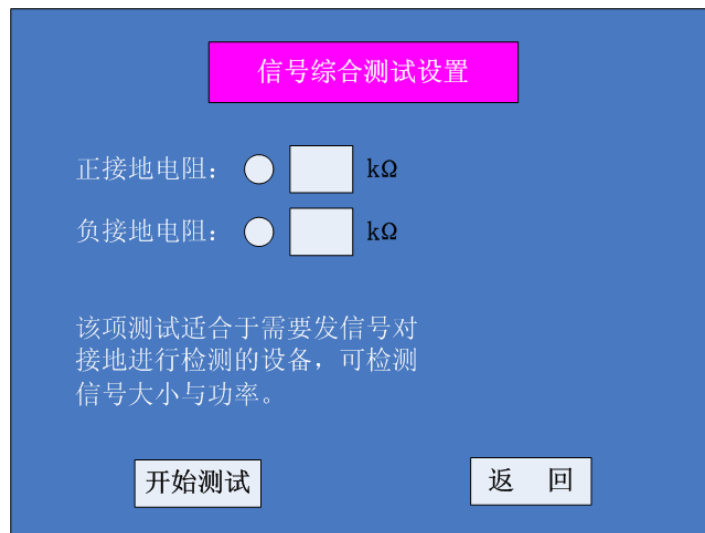 信号综合测试设置
正接地电阻： kΩ
负接地电阻： kΩ
该项测试适合于需要发信号对
接地进行检测的设备，可检测
信号大小与功率。
开始测试
返 回